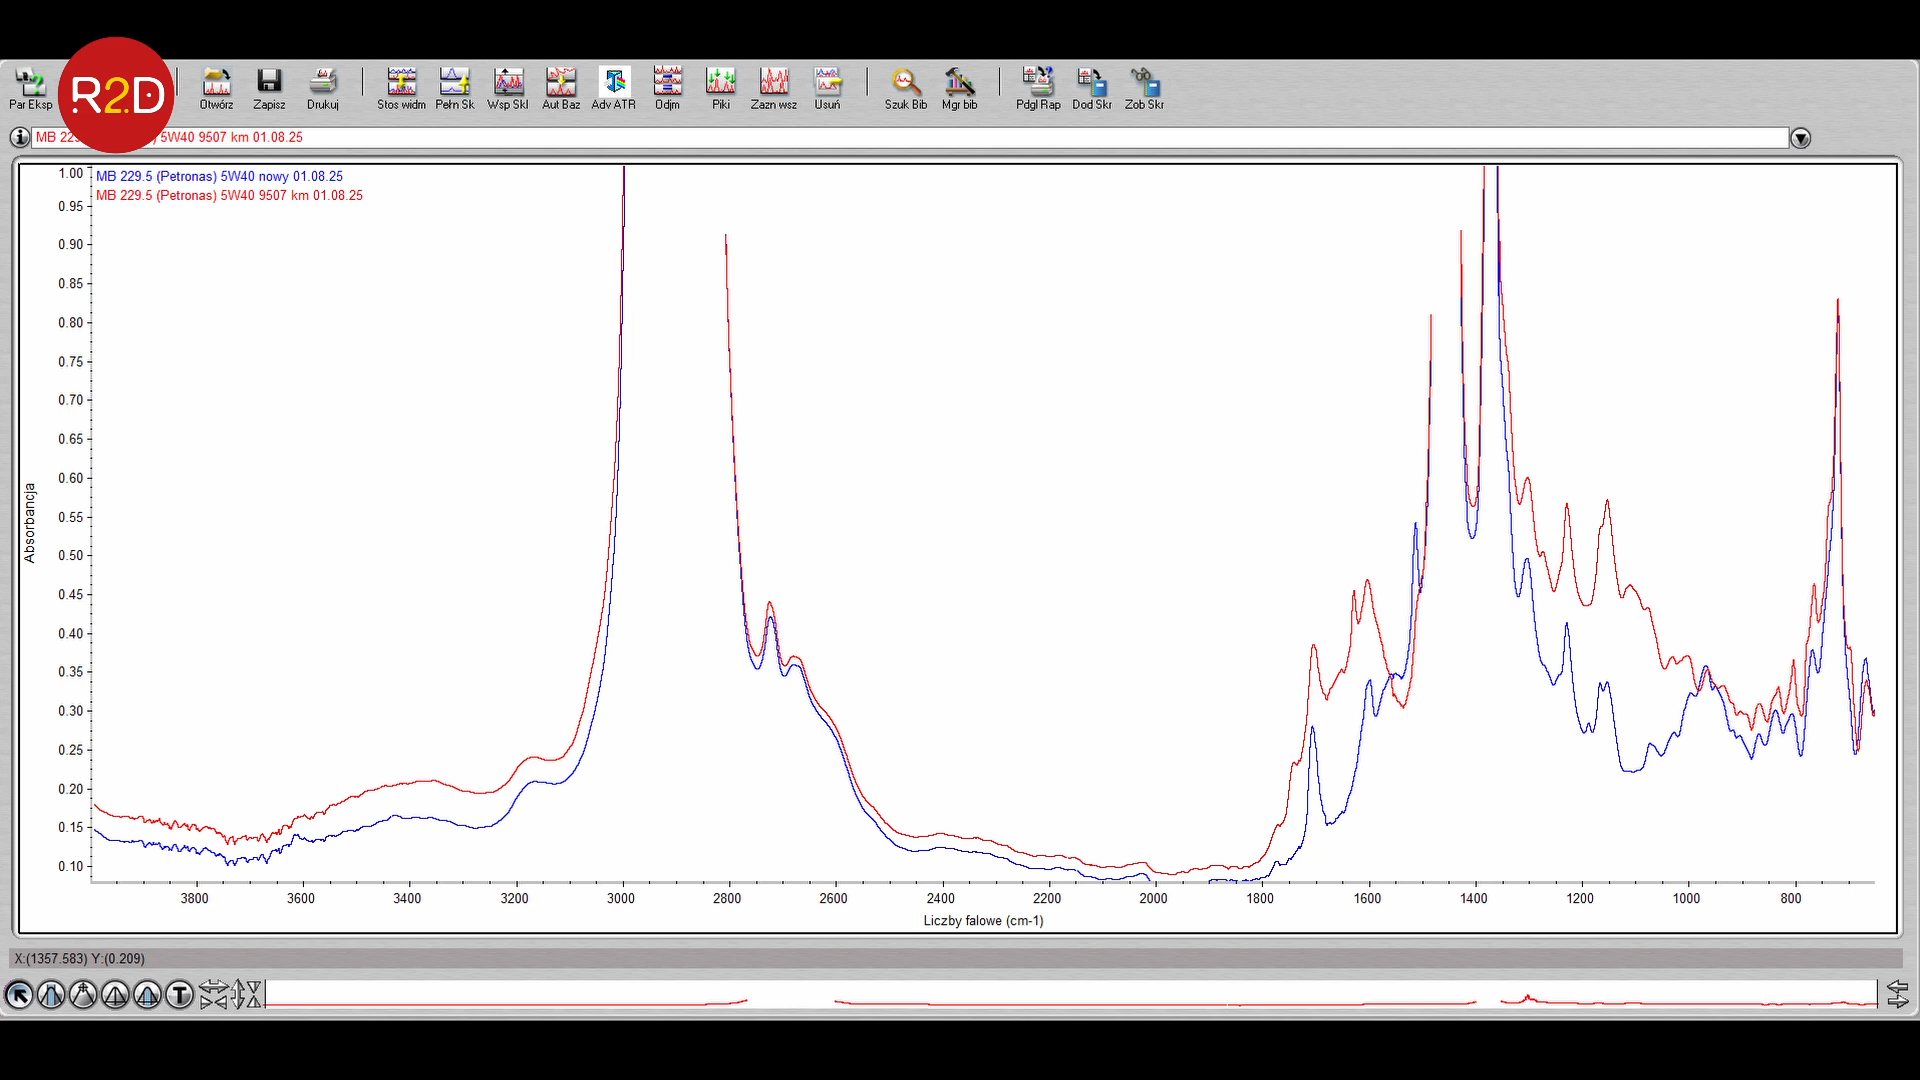 R2D
Par Eksp Otwórz Zapisz Drukuj Stos widm Pełn Sk Wsp Skl Aut Baz Adv ATR Odjm Piki Zazn wsz Usuń Szuk Bib Mgr bib Pdgl Rap Dod Skr Zob Skr
MB 22 5W40 9507 km 01.08.25
MB 229.5 (Petronas) 5W40 nowy 01.08.25
MB 229.5 (Petronas) 5W40 9507 km 01.08.25
1.00
0.95
0.90
0.85
0.80
0.75
0.70
0.65
0.60
0.55
0.50
0.45
0.40
0.35
0.30
0.25
0.20
0.15
0.10
Absorbancja
3800 3600 3400 3200 3000 2800 2600 2400 2200 2000 1800 1600 1400 1200 1000 800
Liczby falowe (cm-1)
X:(1357.583) Y:(0.209)
T